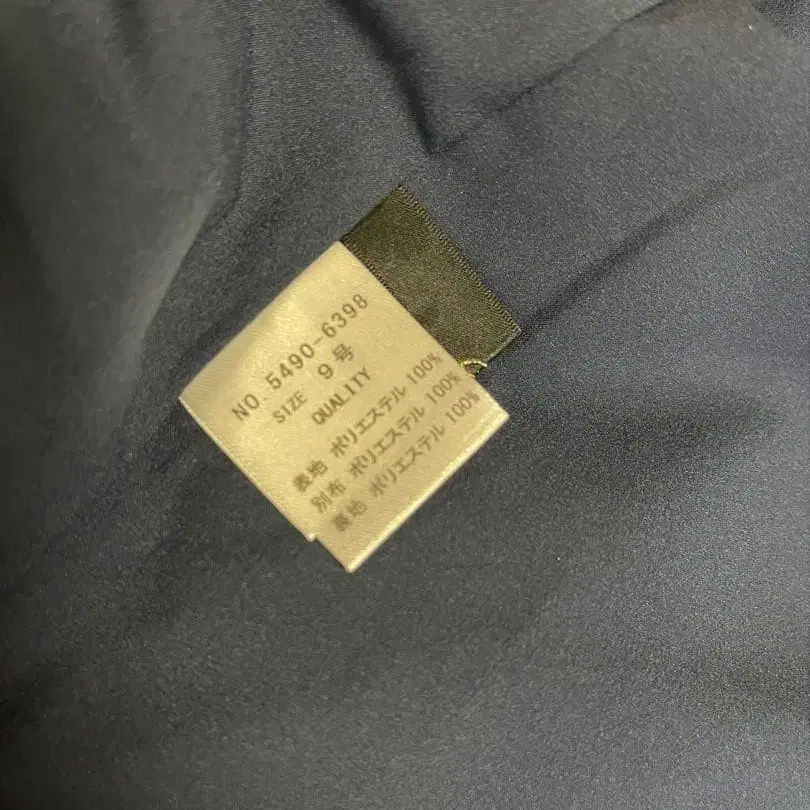 NO. 5490-6398
SIZE 9号
QUALITY
表地 ポリエステル 100%
別布 ポリエステル 100%
裏地 ポリエステル 100%